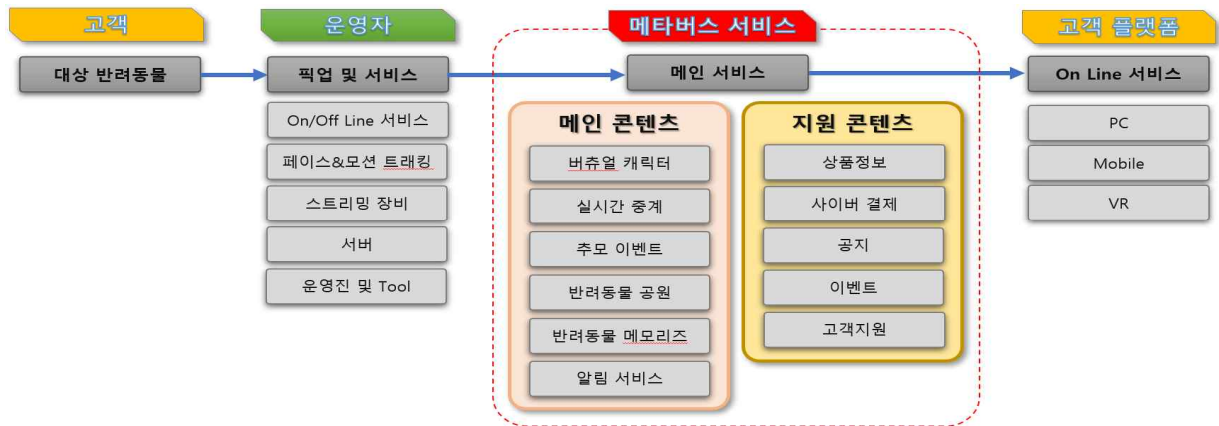 고객
운영자
메타버스 서비스
고객 플랫폼
대상 반려동물
픽업 및 서비스
메인 서비스
On Line 서비스
On/Off Line 서비스
페이스&모션 트래킹
스트리밍 장비
서버
운영진 및 Tool
메인 콘텐츠
버츄얼 캐릭터
실시간 중계
추모 이벤트
반려동물 공원
반려동물 메모리즈
알림 서비스
지원 콘텐츠
상품정보
사이버 결제
공지
이벤트
고객지원
PC
Mobile
VR